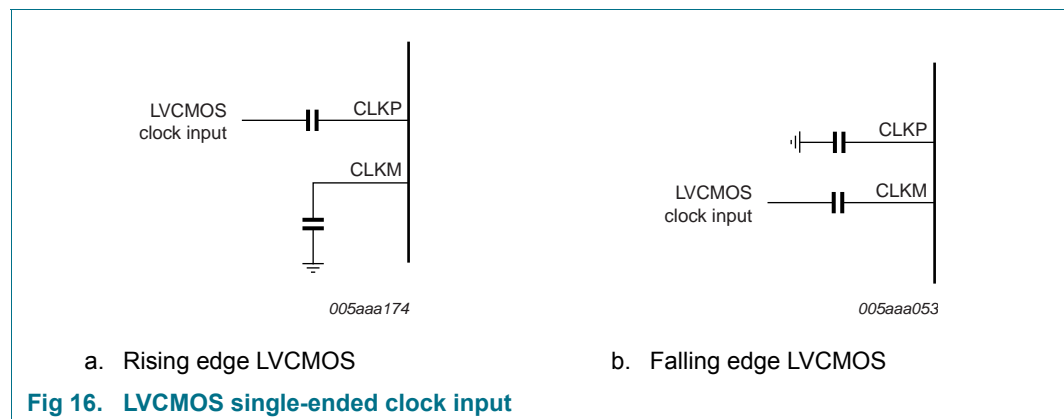 LVCMOS
clock input
CLKP
CLKM
005aaa174
a. Rising edge LVCMOS
CLKP
LVCMOS
clock input
CLKM
005aaa053
b. Falling edge LVCMOS
Fig 16. LVCMOS single-ended clock input